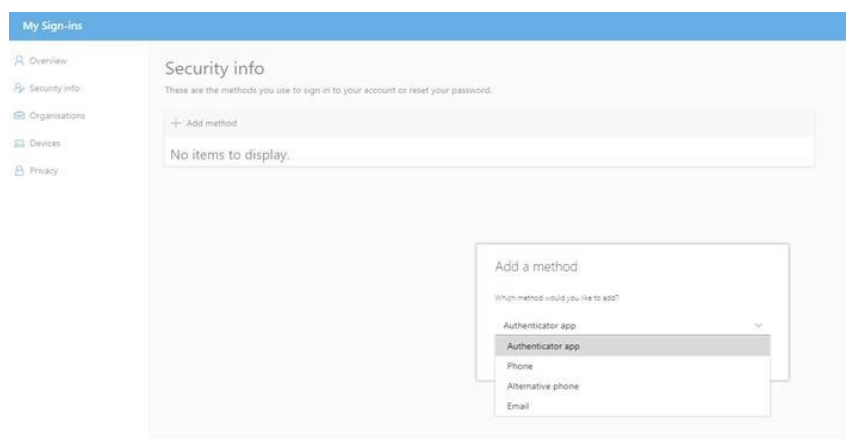 My Sign-ins
Overview
Security info
Organisations
Devices
Privacy
Security info
These are the methods you use to sign in to your account or reset your password.
+ Add method
No items to display.
Add a method
Which method would you like to add?
Authenticator app
Authenticator app
Phone
Alternative phone
Email